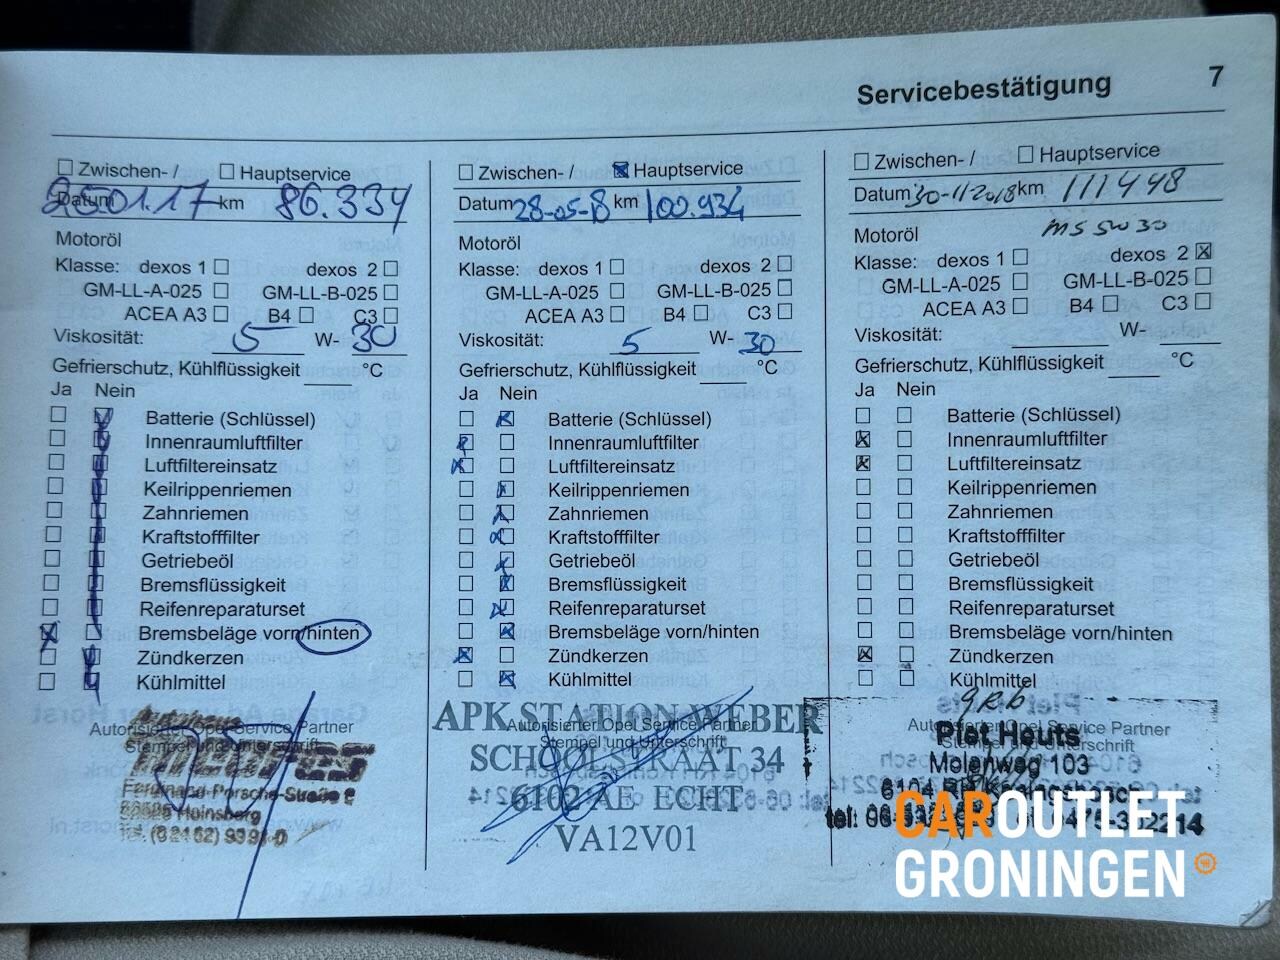 Servicebestätigung 7
Zwischen- / Hauptservice
Datum 25.01.17 km 86.334
Motoröl
Klasse: dexos 1 dexos 2
GM-LL-A-025 GM-LL-B-025
ACEA A3 B4 C3
Viskosität: 5 W- 30
Gefrierschutz, Kühlflüssigkeit °C
Ja Nein
Batterie (Schlüssel)
Innenraumluftfilter
Luftfiltereinsatz
Keilrippenriemen
Zahnriemen
Kraftstofffilter
Getriebeöl
Bremsflüssigkeit
Reifenreparaturset
Bremsbeläge vorn/hinten
Zündkerzen
Kühlmittel
Autorisierter Opel Service Partner
Stempel und Unterschrift
Ferdinand-Porsche-Straße
Heinsberg
Zwischen- / Hauptservice
Datum 28-05-18 km 100.934
Motoröl
Klasse: dexos 1 dexos 2
GM-LL-A-025 GM-LL-B-025
ACEA A3 B4 C3
Viskosität: 5 W- 30
Gefrierschutz, Kühlflüssigkeit °C
Ja Nein
Batterie (Schlüssel)
Innenraumluftfilter
Luftfiltereinsatz
Keilrippenriemen
Zahnriemen
Kraftstofffilter
Getriebeöl
Bremsflüssigkeit
Reifenreparaturset
Bremsbeläge vorn/hinten
Zündkerzen
Kühlmittel
APK STATION WEBER
Autorisierter Opel Service Partner
Stempel und Unterschrift
SCHOOLSTRAAT 34
6102 AE ECHT
VA12V01
Zwischen- / Hauptservice
Datum 30-11-2018 km 111448
Motoröl
Klasse: dexos 1 dexos 2
GM-LL-A-025 GM-LL-B-025
ACEA A3 B4 C3
Viskosität: W-
Gefrierschutz, Kühlflüssigkeit °C
Ja Nein
Batterie (Schlüssel)
Innenraumluftfilter
Luftfiltereinsatz
Keilrippenriemen
Zahnriemen
Kraftstofffilter
Getriebeöl
Bremsflüssigkeit
Reifenreparaturset
Bremsbeläge vorn/hinten
Zündkerzen
Kühlmittel
Autorisierter Opel Service Partner
Piet Heuts
Stempel und Unterschrift
Molenweg 103
6104
tel:
CAROUTLET
GRONINGEN